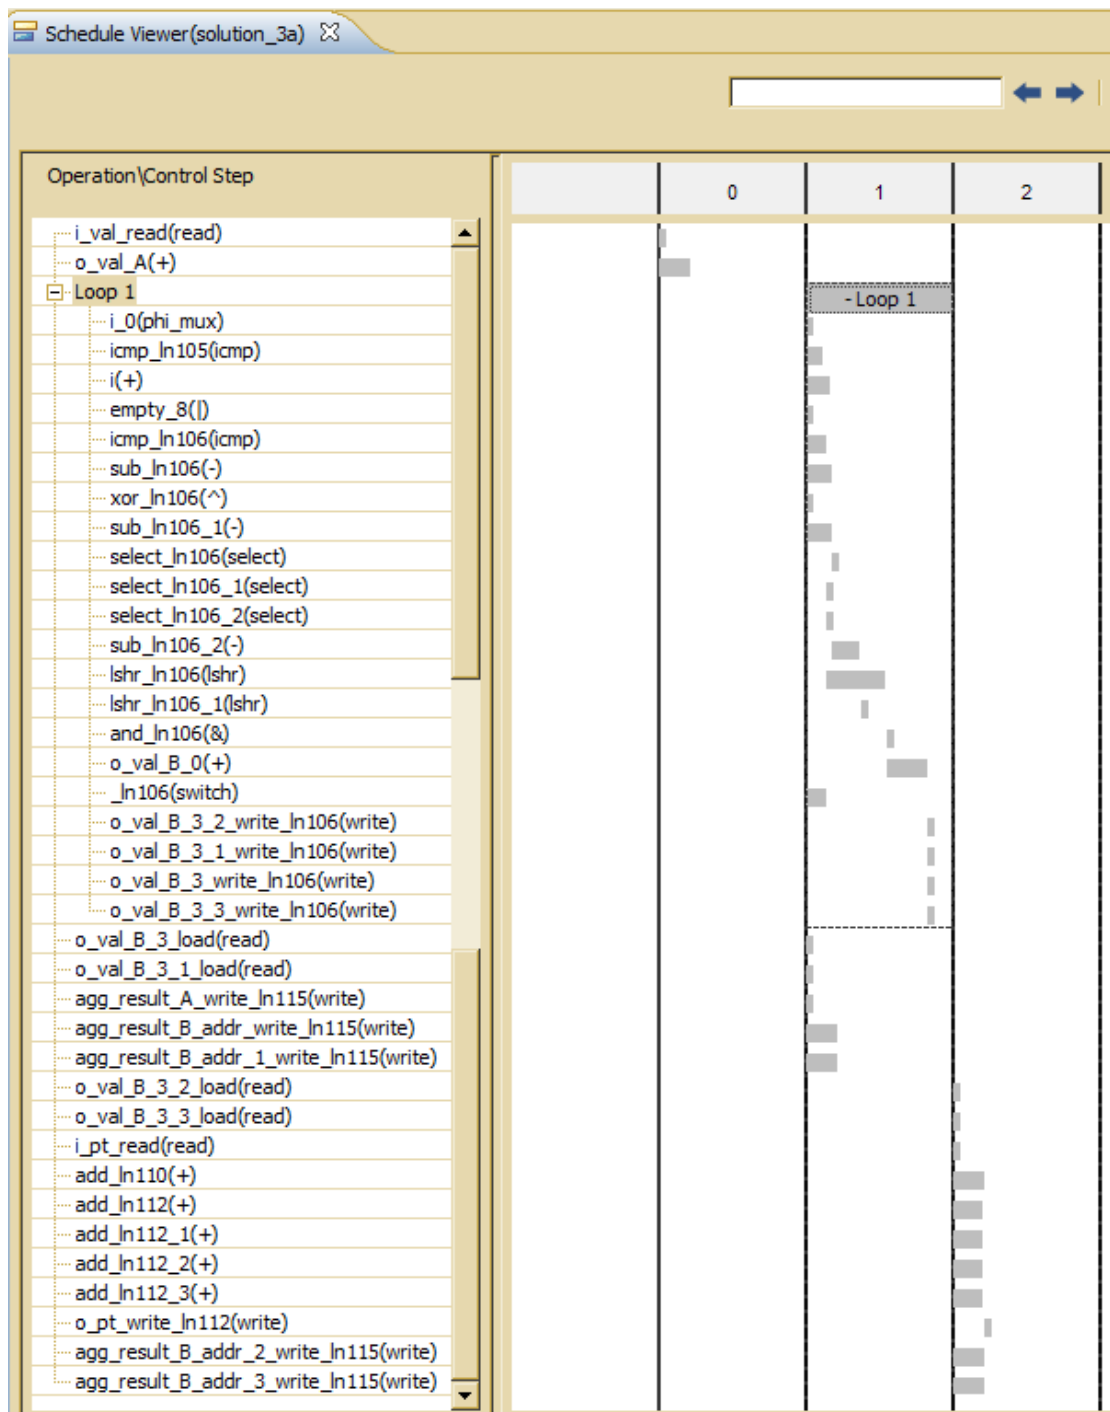 Schedule Viewer(solution_3a)
Operation\Control Step
0 1 2
i_val_read(read)
o_val_A(+)
Loop 1
-Loop 1
i_0(phi_mux)
icmp_ln105(icmp)
i(+)
empty_8(|)
icmp_ln106(icmp)
sub_ln106(-)
xor_ln106(^)
sub_ln106_1(-)
select_ln106(select)
select_ln106_1(select)
select_ln106_2(select)
sub_ln106_2(-)
lshr_ln106(lshr)
lshr_ln106_1(lshr)
and_ln106(&)
o_val_B_0(+)
_ln106(switch)
o_val_B_3_2_write_ln106(write)
o_val_B_3_1_write_ln106(write)
o_val_B_3_write_ln106(write)
o_val_B_3_3_write_ln106(write)
o_val_B_3_load(read)
o_val_B_3_1_load(read)
agg_result_A_write_ln115(write)
agg_result_B_addr_write_ln115(write)
agg_result_B_addr_1_write_ln115(write)
o_val_B_3_2_load(read)
o_val_B_3_3_load(read)
i_pt_read(read)
add_ln110(+)
add_ln112(+)
add_ln112_1(+)
add_ln112_2(+)
add_ln112_3(+)
o_pt_write_ln112(write)
agg_result_B_addr_2_write_ln115(write)
agg_result_B_addr_3_write_ln115(write)